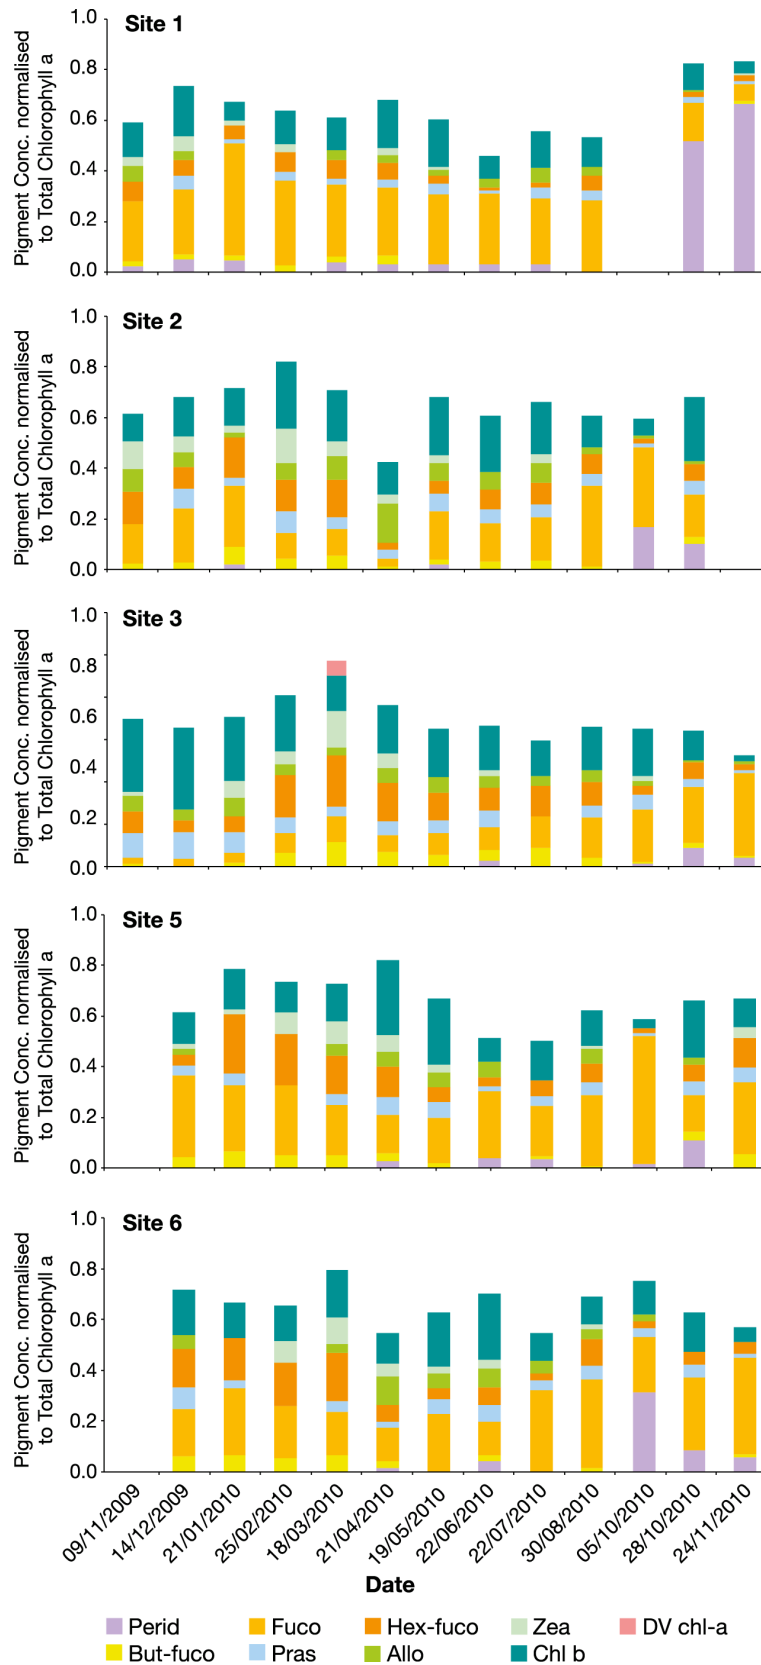 Site 1
Pigment Conc. normalised
to Total Chlorophyll a
1.0
0.8
0.6
0.4
0.2
0.0
Site 2
Pigment Conc. normalised
to Total Chlorophyll a
1.0
0.8
0.6
0.4
0.2
0.0
Site 3
Pigment Conc. normalised
to Total Chlorophyll a
1.0
0.8
0.6
0.4
0.2
0.0
Site 5
Pigment Conc. normalised
to Total Chlorophyll a
1.0
0.8
0.6
0.4
0.2
0.0
Site 6
Pigment Conc. normalised
to Total Chlorophyll a
1.0
0.8
0.6
0.4
0.2
0.0
09/11/2009
14/12/2009
21/01/2010
25/02/2010
18/03/2010
21/04/2010
19/05/2010
22/06/2010
22/07/2010
30/08/2010
05/10/2010
28/10/2010
24/11/2010
Date
Perid Fuco Hex-fuco Zea DV chl-a
But-fuco Pras Allo Chl b